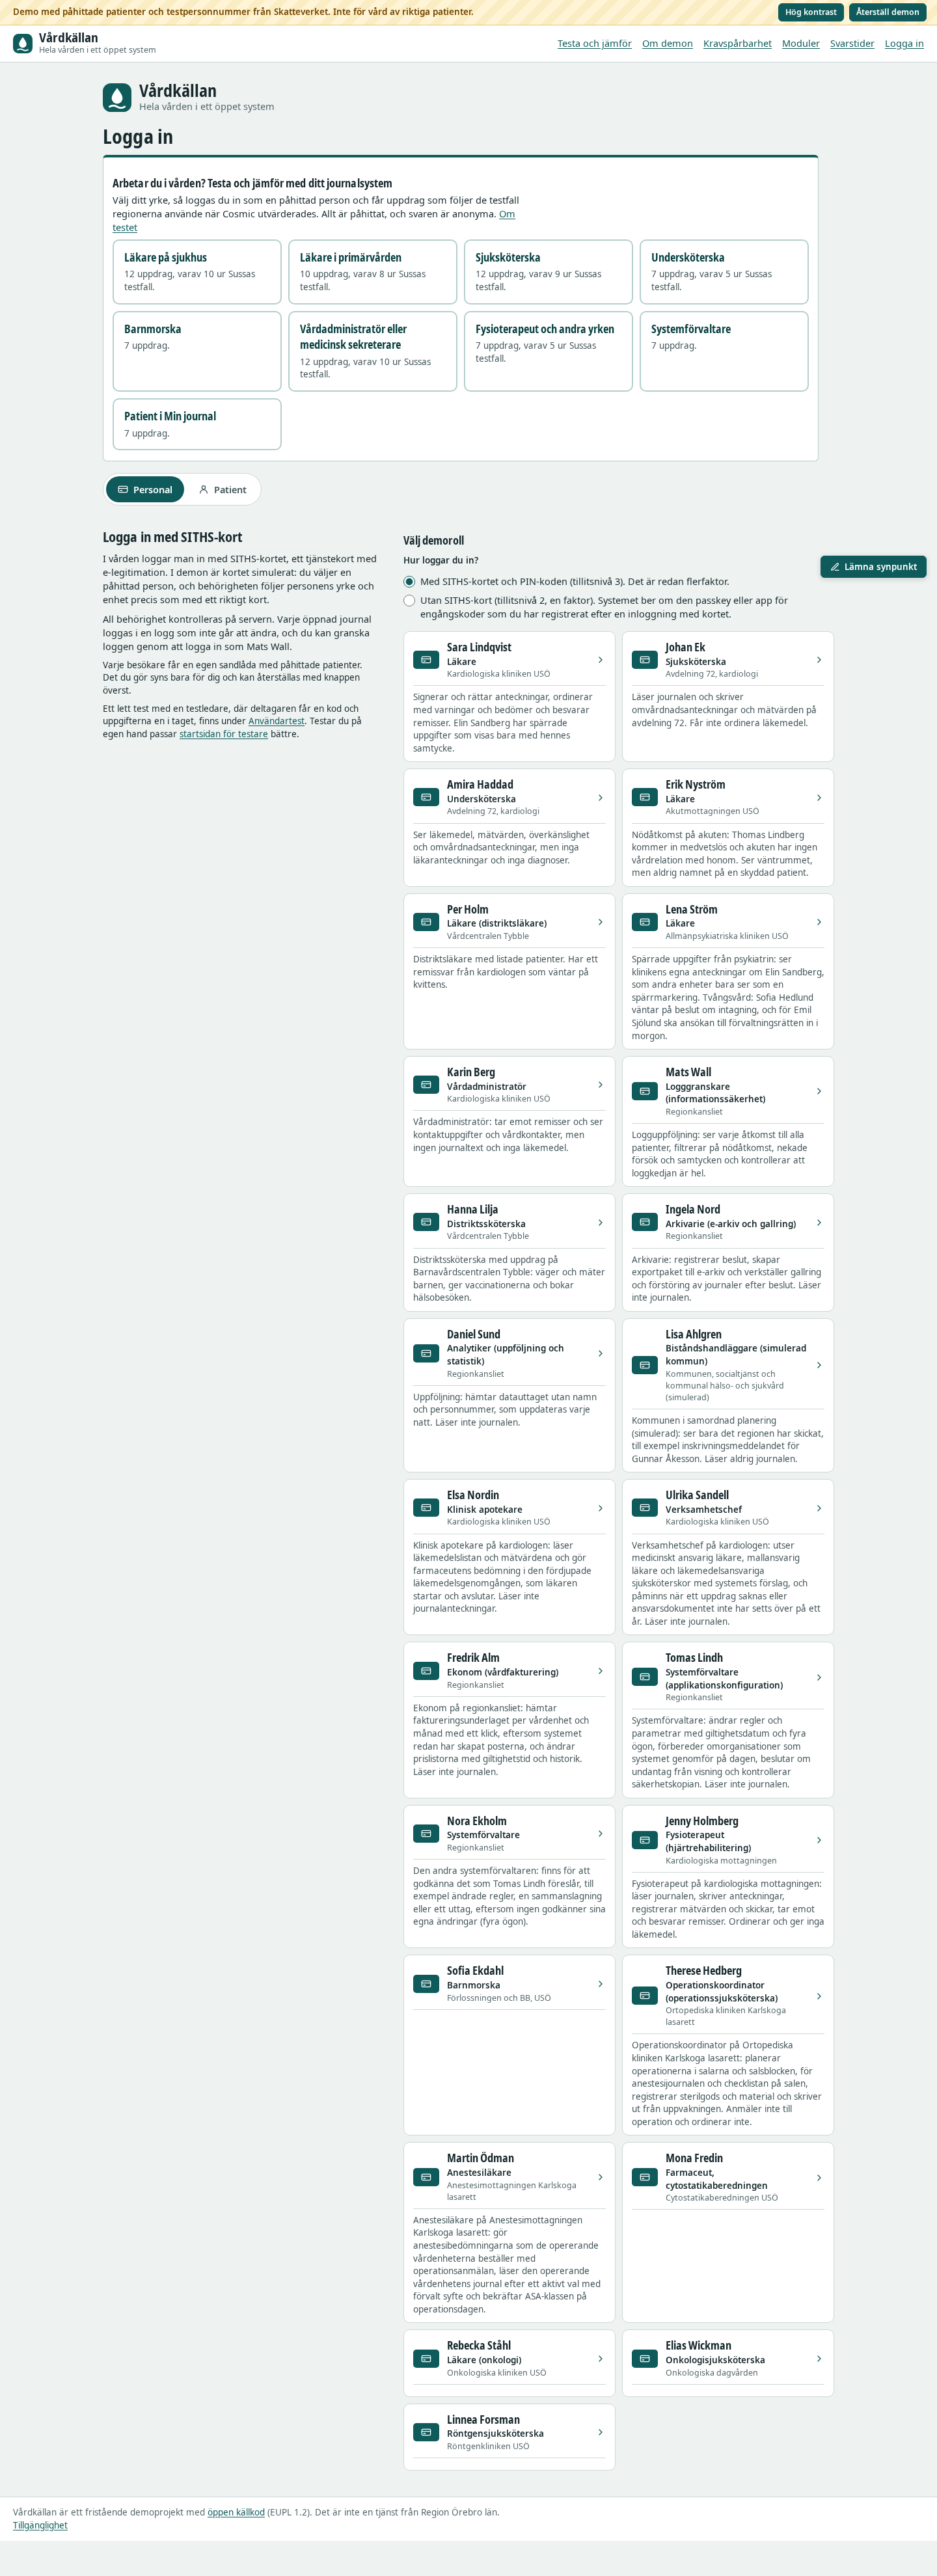 Demo med påhittade patienter och testpersonnummer från Skatteverket. Inte för vård av riktiga patienter.
Hög kontrast
Återställ demon
Vårdkällan
Hela vården i ett öppet system
Testa och jämför
Om demon
Kravspårbarhet
Moduler
Svarstider
Logga in
Vårdkällan
Hela vården i ett öppet system
Logga in
Arbetar du i vården? Testa och jämför med ditt journalsystem
Välj ditt yrke, så loggas du in som en påhittad person och får uppdrag som följer de testfall
regionerna använde när Cosmic utvärderades. Allt är påhittat, och svaren är anonyma. Om
testet
Läkare på sjukhus
12 uppdrag, varav 10 ur Sussas
testfall.
Läkare i primärvården
10 uppdrag, varav 8 ur Sussas
testfall.
Sjuksköterska
12 uppdrag, varav 9 ur Sussas
testfall.
Undersköterska
7 uppdrag, varav 5 ur Sussas
testfall.
Barnmorska
7 uppdrag.
Vårdadministratör eller
medicinsk sekreterare
12 uppdrag, varav 10 ur Sussas
testfall.
Fysioterapeut och andra yrken
7 uppdrag, varav 5 ur Sussas
testfall.
Systemförvaltare
7 uppdrag.
Patient i Min journal
7 uppdrag.
Personal
Patient
Logga in med SITHS-kort
I vården loggar man in med SITHS-kortet, ett tjänstekort med
e-legitimation. I demon är kortet simulerat: du väljer en
påhittad person, och behörigheten följer personens yrke och
enhet precis som med ett riktigt kort.
All behörighet kontrolleras på servern. Varje öppnad journal
loggas i en logg som inte går att ändra, och du kan granska
loggen genom att logga in som Mats Wall.
Varje besökare får en egen sandlåda med påhittade patienter.
Det du gör syns bara för dig och kan återställas med knappen
överst.
Ett lett test med en testledare, där deltagaren får en kod och
uppgifterna en i taget, finns under Användartest. Testar du på
egen hand passar startsidan för testare bättre.
Välj demoroll
Hur loggar du in?
Med SITHS-kortet och PIN-koden (tillitsnivå 3). Det är redan flerfaktor.
Utan SITHS-kort (tillitsnivå 2, en faktor). Systemet ber om den passkey eller app för
engångskoder som du har registrerat efter en inloggning med kortet.
Lämna synpunkt
Sara Lindqvist
Läkare
Kardiologiska kliniken USÖ
Signerar och rättar anteckningar, ordinerar
med varningar och bedömer och besvarar
remisser. Elin Sandberg har spärrade
uppgifter som visas bara med hennes
samtycke.
Johan Ek
Sjuksköterska
Avdelning 72, kardiologi
Läser journalen och skriver
omvårdnadsanteckningar och mätvärden på
avdelning 72. Får inte ordinera läkemedel.
Amira Haddad
Undersköterska
Avdelning 72, kardiologi
Ser läkemedel, mätvärden, överkänslighet
och omvårdnadsanteckningar, men inga
läkaranteckningar och inga diagnoser.
Erik Nyström
Läkare
Akutmottagningen USÖ
Nödåtkomst på akuten: Thomas Lindberg
kommer in medvetslös och akuten har ingen
vårdrelation med honom. Ser väntrummet,
men aldrig namnet på en skyddad patient.
Per Holm
Läkare (distriktsläkare)
Vårdcentralen Tybble
Distriktsläkare med listade patienter. Har ett
remissvar från kardiologen som väntar på
kvittens.
Lena Ström
Läkare
Allmänpsykiatriska kliniken USÖ
Spärrade uppgifter från psykiatrin: ser
klinikens egna anteckningar om Elin Sandberg,
som andra enheter bara ser som en
spärrmarkering. Tvångsvård: Sofia Hedlund
väntar på beslut om intagning, och för Emil
Sjölund ska ansökan till förvaltningsrätten in i
morgon.
Karin Berg
Vårdadministratör
Kardiologiska kliniken USÖ
Vårdadministratör: tar emot remisser och ser
kontaktuppgifter och vårdkontakter, men
ingen journaltext och inga läkemedel.
Mats Wall
Logggranskare
(informationssäkerhet)
Regionkansliet
Logguppföljning: ser varje åtkomst till alla
patienter, filtrerar på nödåtkomst, nekade
försök och samtycken och kontrollerar att
loggkedjan är hel.
Hanna Lilja
Distriktssköterska
Vårdcentralen Tybble
Distriktssköterska med uppdrag på
Barnavårdscentralen Tybble: väger och mäter
barnen, ger vaccinationerna och bokar
hälsobesöken.
Ingela Nord
Arkivarie (e-arkiv och gallring)
Regionkansliet
Arkivarie: registrerar beslut, skapar
exportpaket till e-arkiv och verkställer gallring
och förstöring av journaler efter beslut. Läser
inte journalen.
Daniel Sund
Analytiker (uppföljning och
statistik)
Regionkansliet
Uppföljning: hämtar datauttaget utan namn
och personnummer, som uppdateras varje
natt. Läser inte journalen.
Lisa Ahlgren
Biståndshandläggare (simulerad
kommun)
Kommunen, socialtjänst och
kommunal hälso- och sjukvård
(simulerad)
Kommunen i samordnad planering
(simulerad): ser bara det regionen har skickat,
till exempel inskrivningsmeddelandet för
Gunnar Åkesson. Läser aldrig journalen.
Elsa Nordin
Klinisk apotekare
Kardiologiska kliniken USÖ
Klinisk apotekare på kardiologen: läser
läkemedelslistan och mätvärdena och gör
farmaceutens bedömning i den fördjupade
läkemedelsgenomgången, som läkaren
startar och avslutar. Läser inte
journalanteckningar.
Ulrika Sandell
Verksamhetschef
Kardiologiska kliniken USÖ
Verksamhetschef på kardiologen: utser
medicinskt ansvarig läkare, mallansvarig
läkare och läkemedelsansvariga
sjuksköterskor med systemets förslag, och
påminns när ett uppdrag saknas eller
ansvarsdokumentet inte har setts över på ett
år. Läser inte journalen.
Fredrik Alm
Ekonom (vårdfakturering)
Regionkansliet
Ekonom på regionkansliet: hämtar
faktureringsunderlaget per vårdenhet och
månad med ett klick, eftersom systemet
redan har skapat posterna, och ändrar
prislistorna med giltighetstid och historik.
Läser inte journalen.
Tomas Lindh
Systemförvaltare
(applikationskonfiguration)
Regionkansliet
Systemförvaltare: ändrar regler och
parametrar med giltighetsdatum och fyra
ögon, förbereder omorganisationer som
systemet genomför på dagen, beslutar om
undantag från visning och kontrollerar
säkerhetskopian. Läser inte journalen.
Nora Ekholm
Systemförvaltare
Regionkansliet
Den andra systemförvaltaren: finns för att
godkänna det som Tomas Lindh föreslår, till
exempel ändrade regler, en sammanslagning
eller ett uttag, eftersom ingen godkänner sina
egna ändringar (fyra ögon).
Jenny Holmberg
Fysioterapeut
(hjärtrehabilitering)
Kardiologiska mottagningen
Fysioterapeut på kardiologiska mottagningen:
läser journalen, skriver anteckningar,
registrerar mätvärden och skickar, tar emot
och besvarar remisser. Ordinerar och ger inga
läkemedel.
Sofia Ekdahl
Barnmorska
Förlossningen och BB, USÖ
Therese Hedberg
Operationskoordinator
(operationssjuksköterska)
Ortopediska kliniken Karlskoga
lasarett
Operationskoordinator på Ortopediska
kliniken Karlskoga lasarett: planerar
operationerna i salarna och salsblocken, för
anestesijournalen och checklistan på salen,
registrerar sterilgods och material och skriver
ut från uppvakningen. Anmäler inte till
operation och ordinerar inte.
Martin Ödman
Anestesiläkare
Anestesimottagningen Karlskoga
lasarett
Anestesiläkare på Anestesimottagningen
Karlskoga lasarett: gör
anestesibedömningarna som de opererande
vårdenheterna beställer med
operationsanmälan, läser den opererande
vårdenhetens journal efter ett aktivt val med
förvalt syfte och bekräftar ASA-klassen på
operationsdagen.
Mona Fredin
Farmaceut,
cytostatikaberedningen
Cytostatikaberedningen USÖ
Rebecka Ståhl
Läkare (onkologi)
Onkologiska kliniken USÖ
Elias Wickman
Onkologisjuksköterska
Onkologiska dagvården
Linnea Forsman
Röntgensjuksköterska
Röntgenkliniken USÖ
Vårdkällan är ett fristående demoprojekt med öppen källkod (EUPL 1.2). Det är inte en tjänst från Region Örebro län.
Tillgänglighet